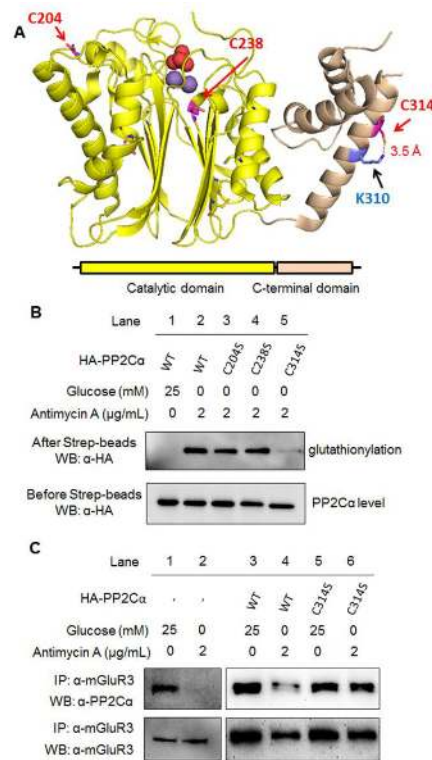 A
C204
C238
C314
3.5 Å
K310
Catalytic domain C-terminal domain
B
Lane 1 2 3 4 5
HA-PP2Cα WT WT C204S C238S C314S
Glucose (mM) 25 0 0 0 0
Antimycin A (μg/mL) 0 2 2 2 2
After Strep-beads
WB: α-HA
glutathionylation
Before Strep-beads
WB: α-HA
PP2Cα level
C
Lane 1 2 3 4 5 6
HA-PP2Cα - - WT WT C314S C314S
Glucose (mM) 25 0 25 0 25 0
Antimycin A (μg/mL) 0 2 0 2 0 2
IP: α-mGluR3
WB: α-PP2Cα
IP: α-mGluR3
WB: α-mGluR3